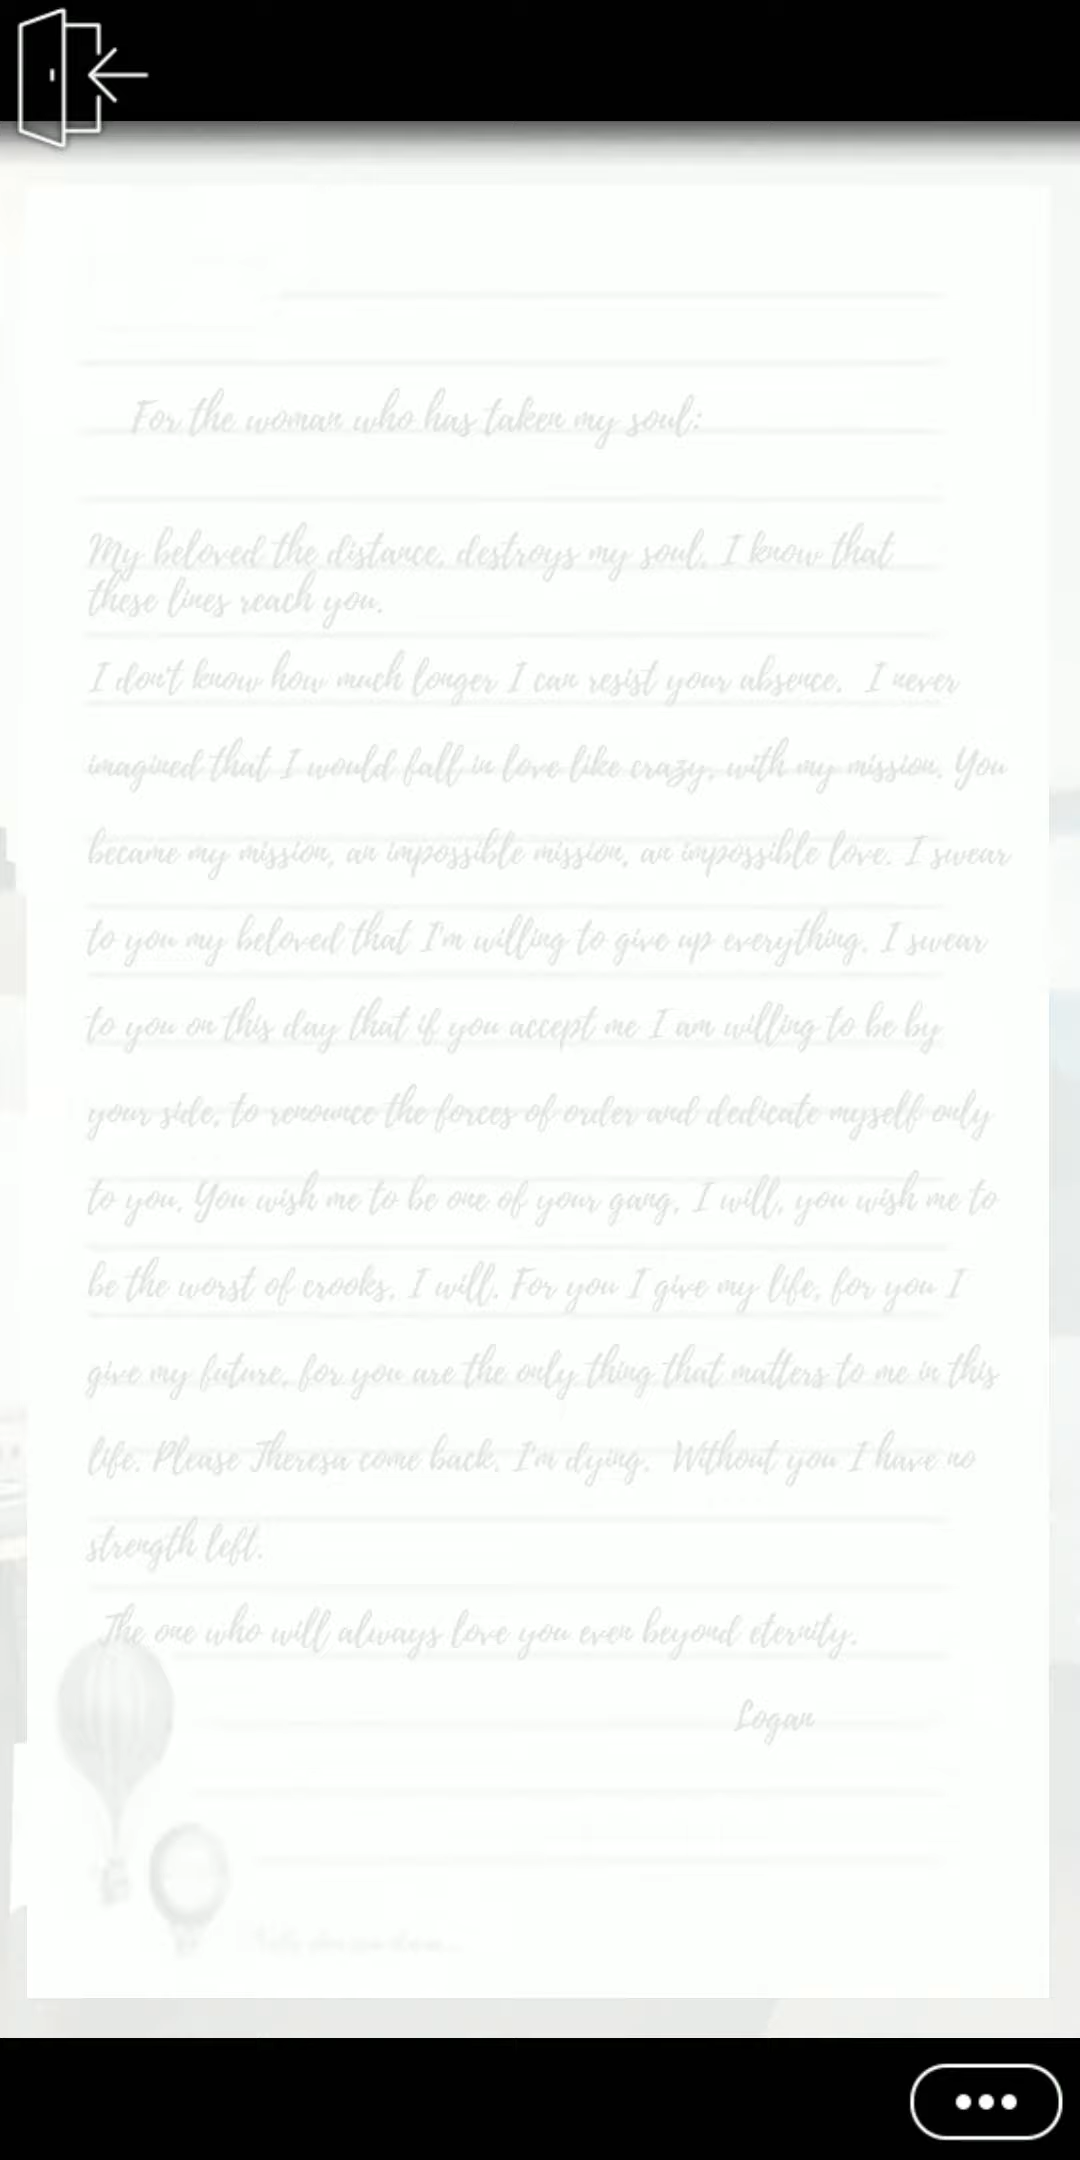 For the woman who has taken my soul:
My beloved the distance, destroys my soul, I know that
these lines reach you.
I don't know how much longer I can resist your absence. I never
imagined that I would fall in love like crazy, with my mission, You
became my mission, an impossible mission, an impossible love. I swear
to you my beloved that I'm willing to give up everything, I swear
to you on this day that if you accept me I am willing to be by
your side, to renounce the forces of order and dedicate myself only
to you, You wish me to be one of your gang, I will, you wish me to
be the worst of crooks, I will, For you I give my life, for you I
give my future, for you are the only thing that matters to me in this
life. Please Theresa come back, I'm dying. Without you I have no
strength left.
The one who will always love you even beyond eternity.
Logan